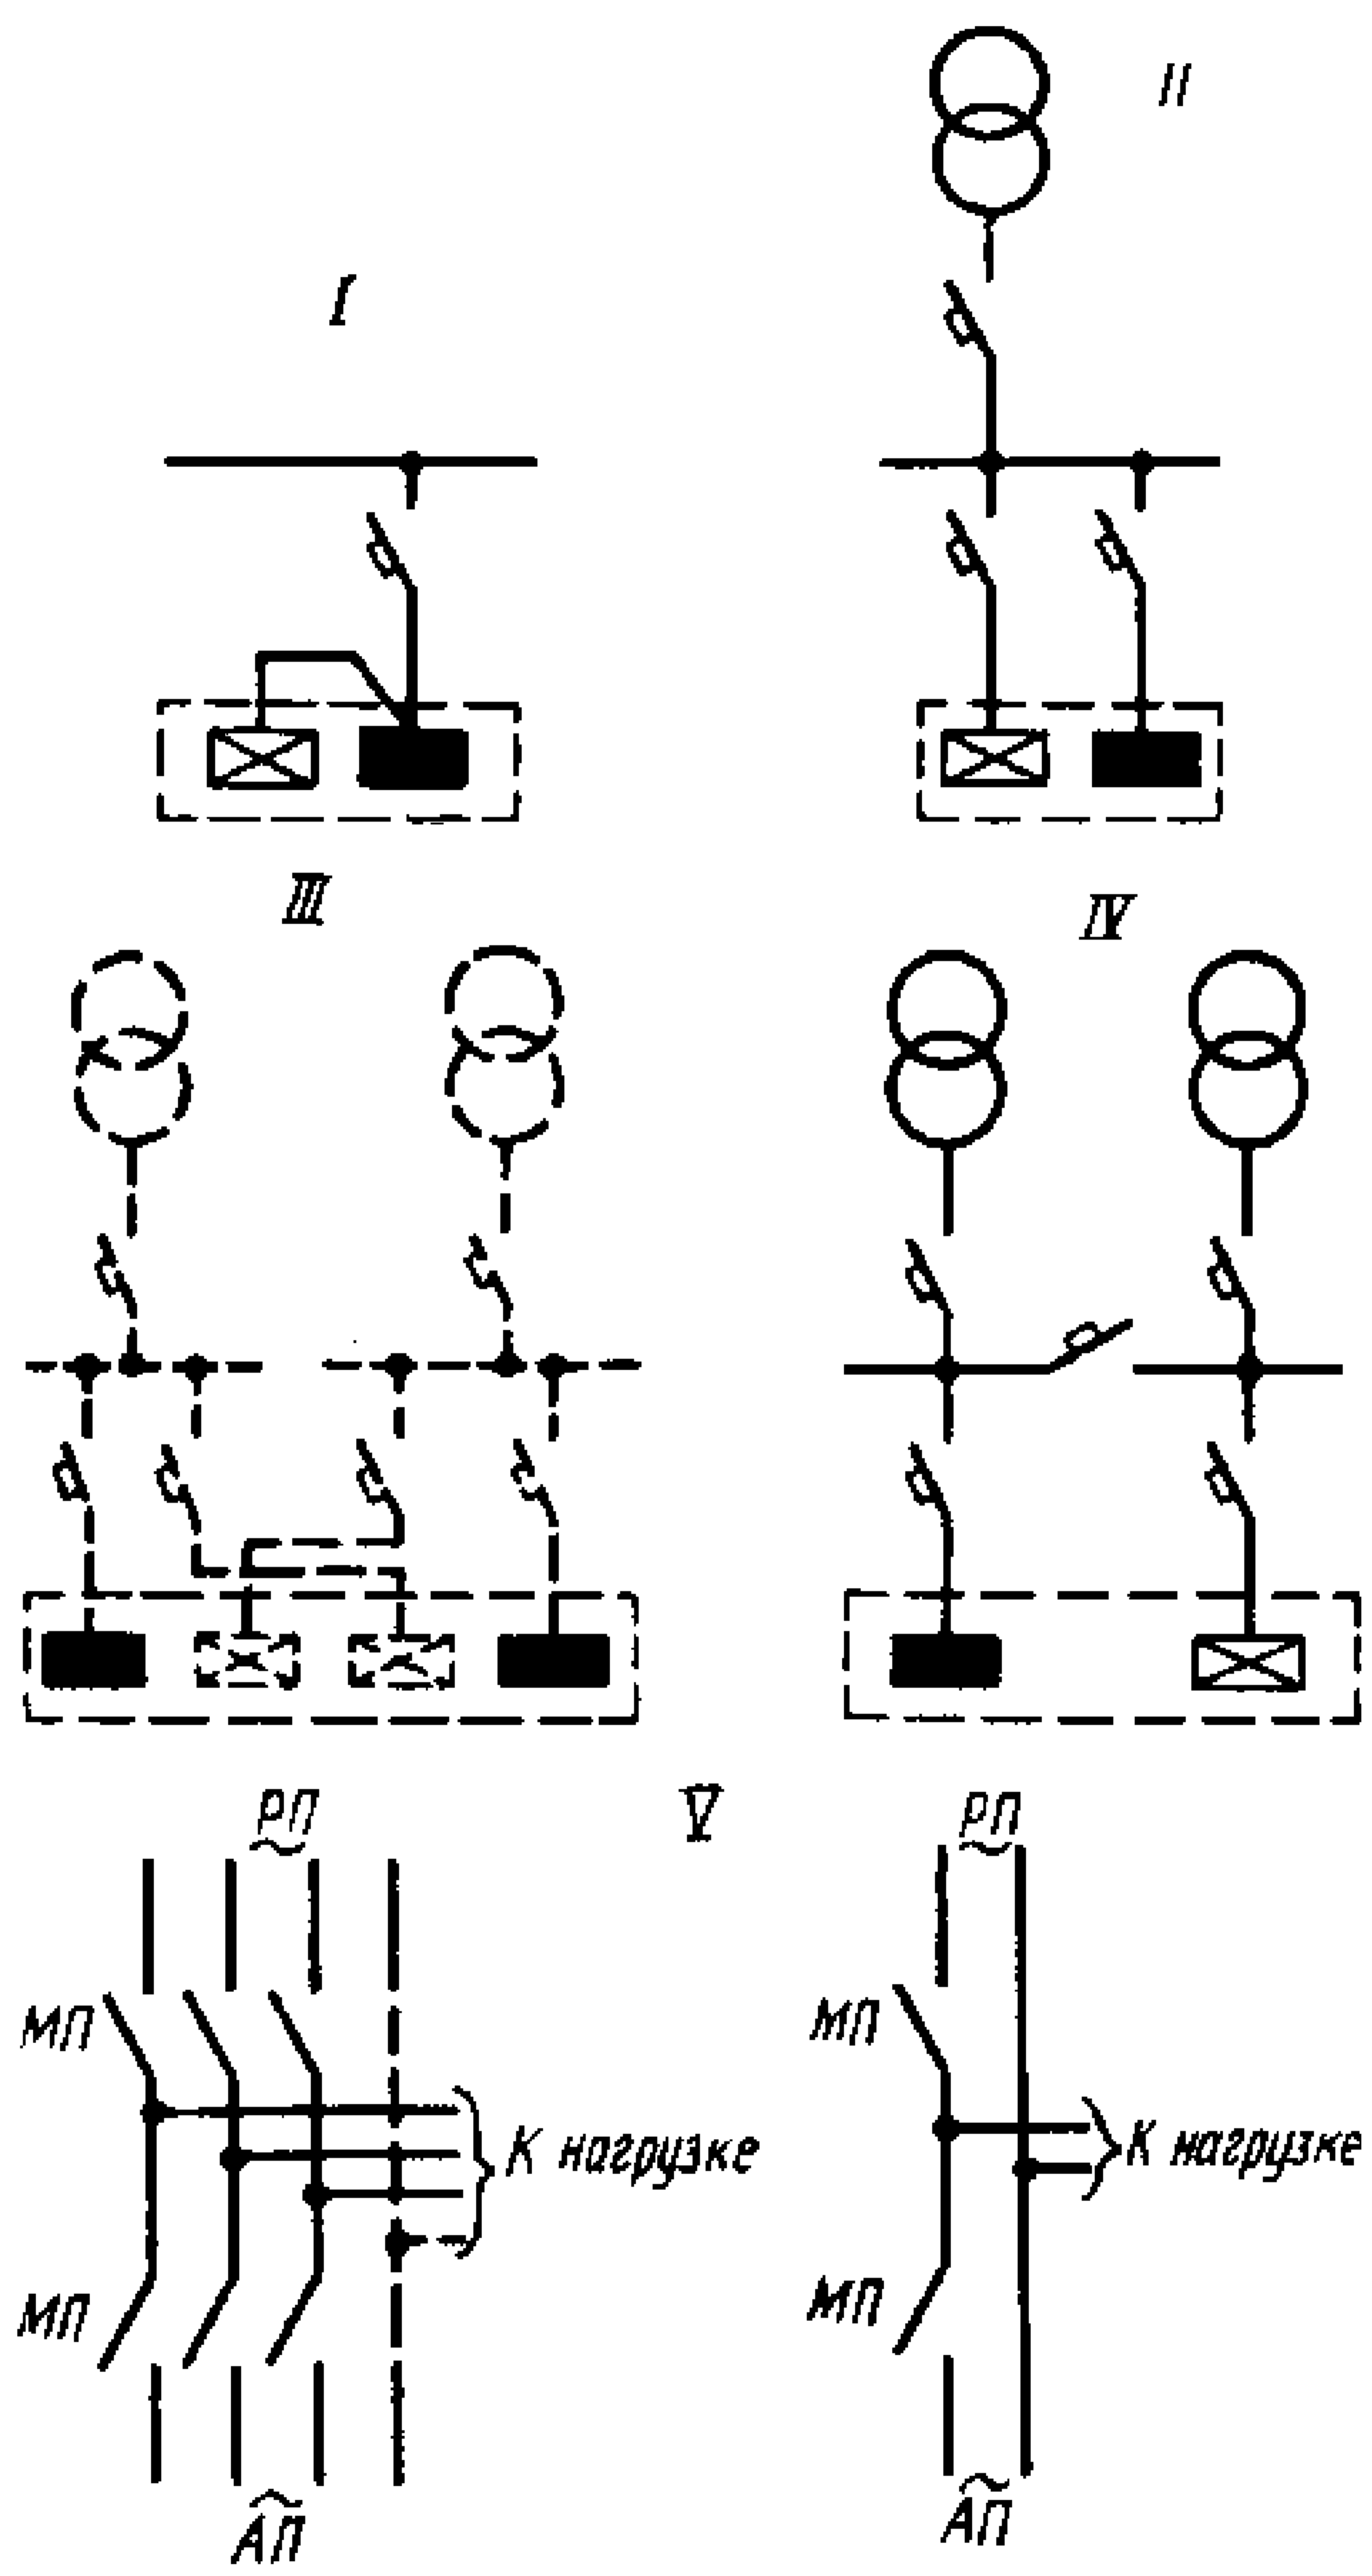 I
II
III
IV
V
РП
РП
МП
МП
К нагрузке
К нагрузке
МП
МП
АП
АП